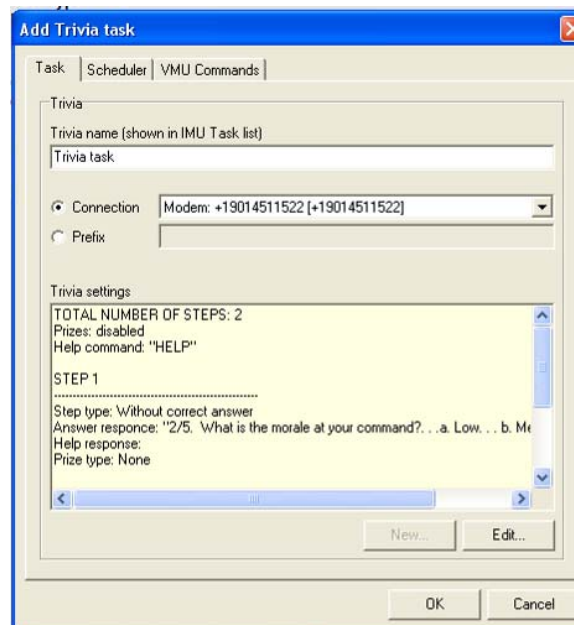 Add Trivia task
Task Scheduler VMU Commands
Trivia
Trivia name (shown in IMU Task list)
Trivia task
Connection Modem: +19014511522 [+19014511522]
Prefix
Trivia settings
TOTAL NUMBER OF STEPS: 2
Prizes: disabled
Help command: "HELP"
STEP 1
------------------------------------------------------
Step type: Without correct answer
Answer responce: "2/5. What is the morale at your command?. . .a. Low. . . b. Me
Help response:
Prize type: None
New... Edit...
OK Cancel